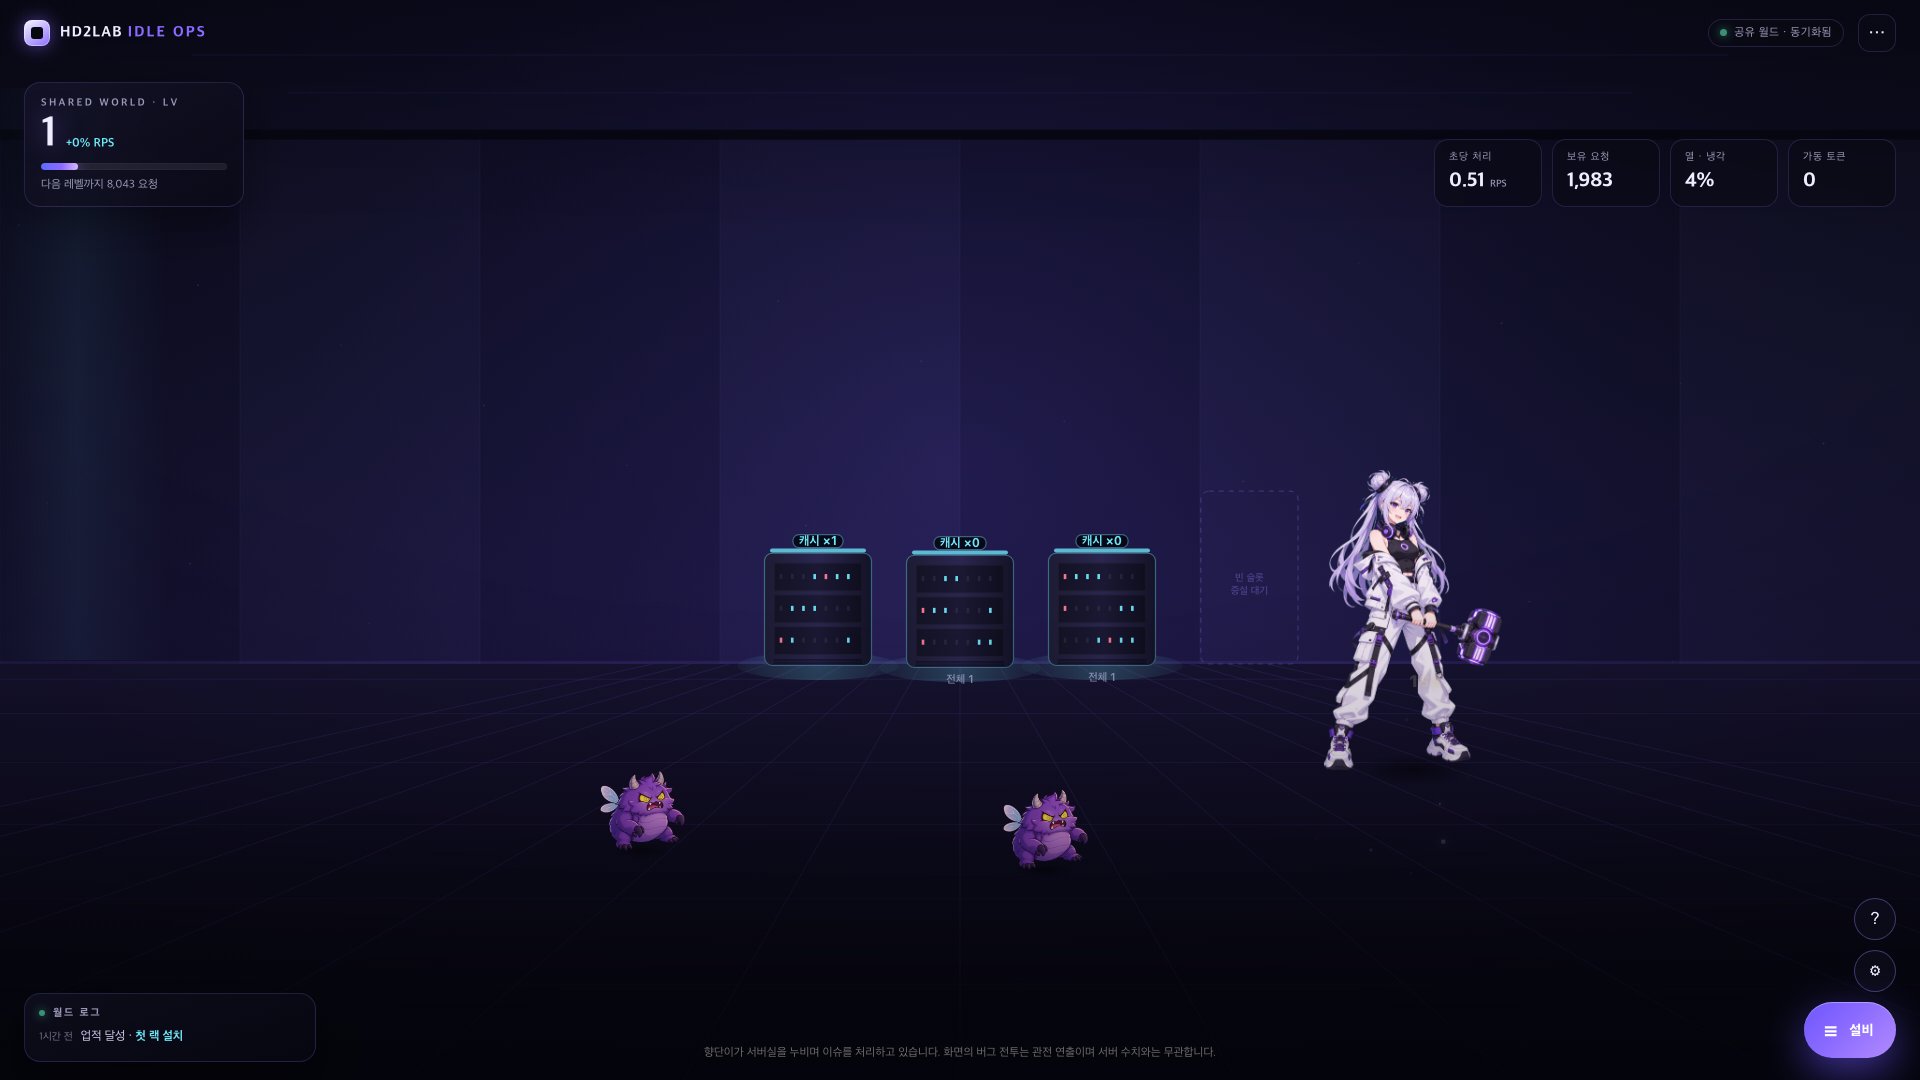 HD2LAB IDLE OPS
공유 월드 · 동기화됨
···
SHARED WORLD · LV
1 +0% RPS
다음 레벨까지 8,043 요청
초당 처리
0.51 RPS
보유 요청
1,983
열 · 냉각
4%
가동 토큰
0
캐시 ×1
캐시 ×0
캐시 ×0
빈 슬롯
증설 대기
전체 1
전체 1
?
월드 로그
1시간 전 업적 달성 · 첫 랙 설치
향단이가 서버실을 누비며 이슈를 처리하고 있습니다. 화면의 버그 전투는 관전 연출이며 서버 수치와는 무관합니다.
설비